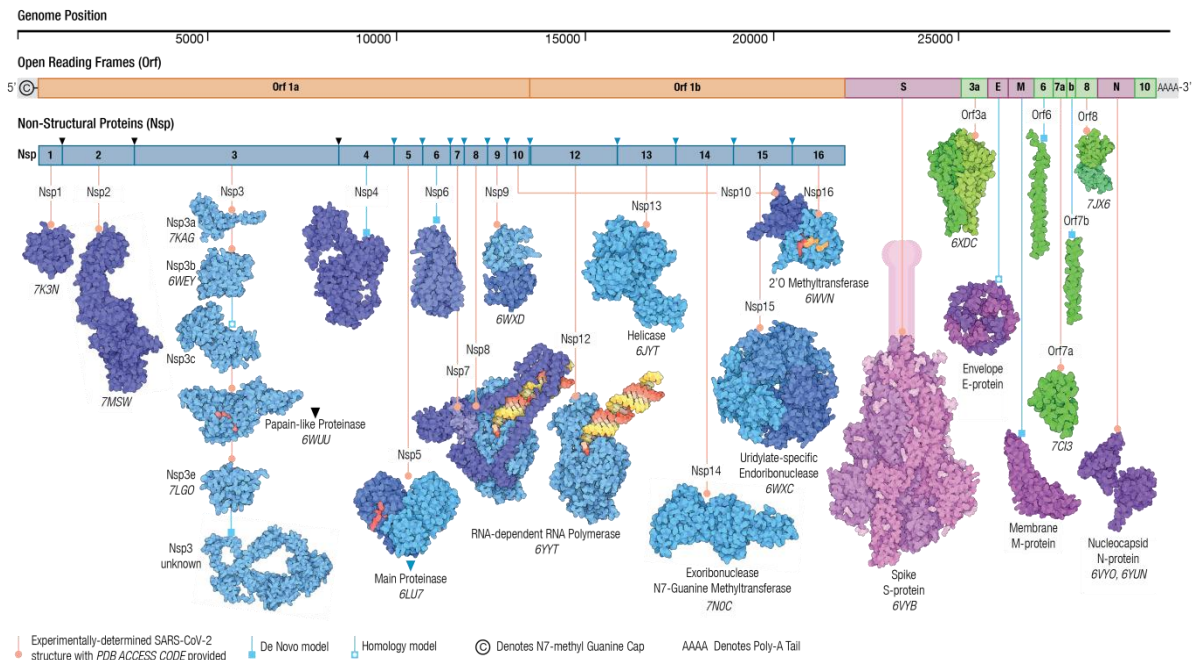 Genome Position
5000 10000 15000 20000 25000
Open Reading Frames (Orf)
5' © Orf 1a Orf 1b S 3a E M 6 7a b 8 N 10 AAAA-3'
Non-Structural Proteins (Nsp)
Nsp 1 2 3 4 5 6 7 8 9 10 12 13 14 15 16
Nsp1
7K3N
Nsp2
7MSW
Nsp3
Nsp3a
7KAG
Nsp3b
6WEY
Nsp3c
Papain-like Proteinase
6WUU
Nsp3e
7LGO
Nsp3
unknown
Nsp4
Nsp5
Main Proteinase
6LU7
Nsp6
Nsp7
Nsp8
Nsp9
6WXD
Nsp12
RNA-dependent RNA Polymerase
6YYT
Nsp13
Helicase
6JYT
Nsp14
Exoribonuclease
N7-Guanine Methyltransferase
7N0C
Nsp10
Nsp16
2'O Methyltransferase
6WVN
Nsp15
Uridylate-specific
Endoribonuclease
6WXC
Spike
S-protein
6VYB
Orf3a
6XDC
Envelope
E-protein
Membrane
M-protein
Orf6
Orf7a
7CI3
Orf7b
Orf8
7JX6
Nucleocapsid
N-protein
6VYO, 6YUN
Experimentally-determined SARS-CoV-2
structure with PDB ACCESS CODE provided
De Novo model
Homology model
© Denotes N7-methyl Guanine Cap
AAAA Denotes Poly-A Tail